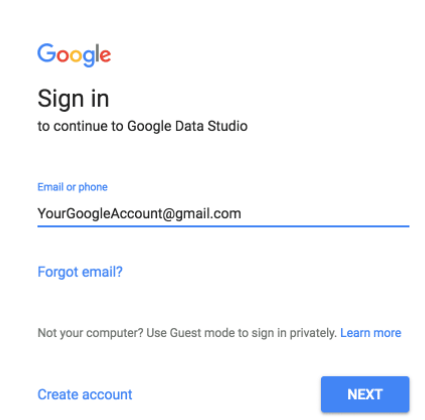 Google
Sign in
to continue to Google Data Studio
Email or phone
YourGoogleAccount@gmail.com
Forgot email?
Not your computer? Use Guest mode to sign in privately. Learn more
Create account
NEXT